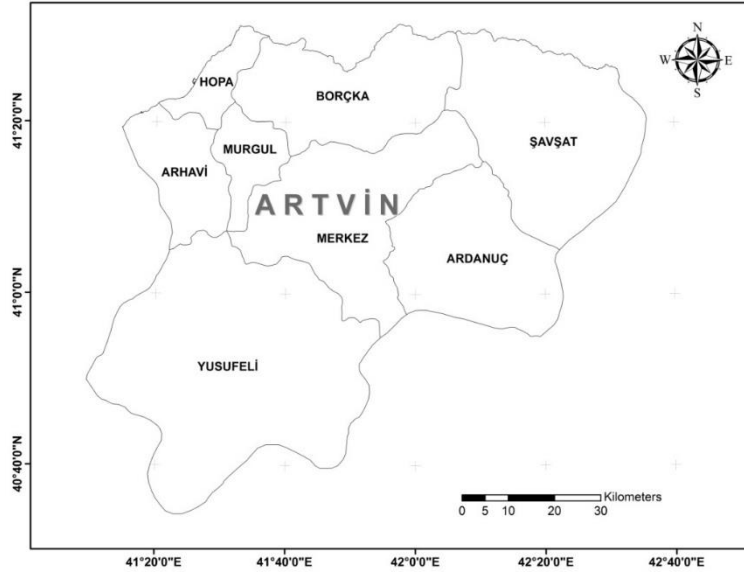 N
W E
S
HOPA
BORÇKA
ŞAVŞAT
MURGUL
ARHAVİ
ARTVİN
MERKEZ
ARDANUÇ
YUSUFELİ
41°20'0"N
41°0'0"N
40°40'0"N
Kilometers
0 5 10 20 30
41°20'0"E 41°40'0"E 42°0'0"E 42°20'0"E 42°40'0"E